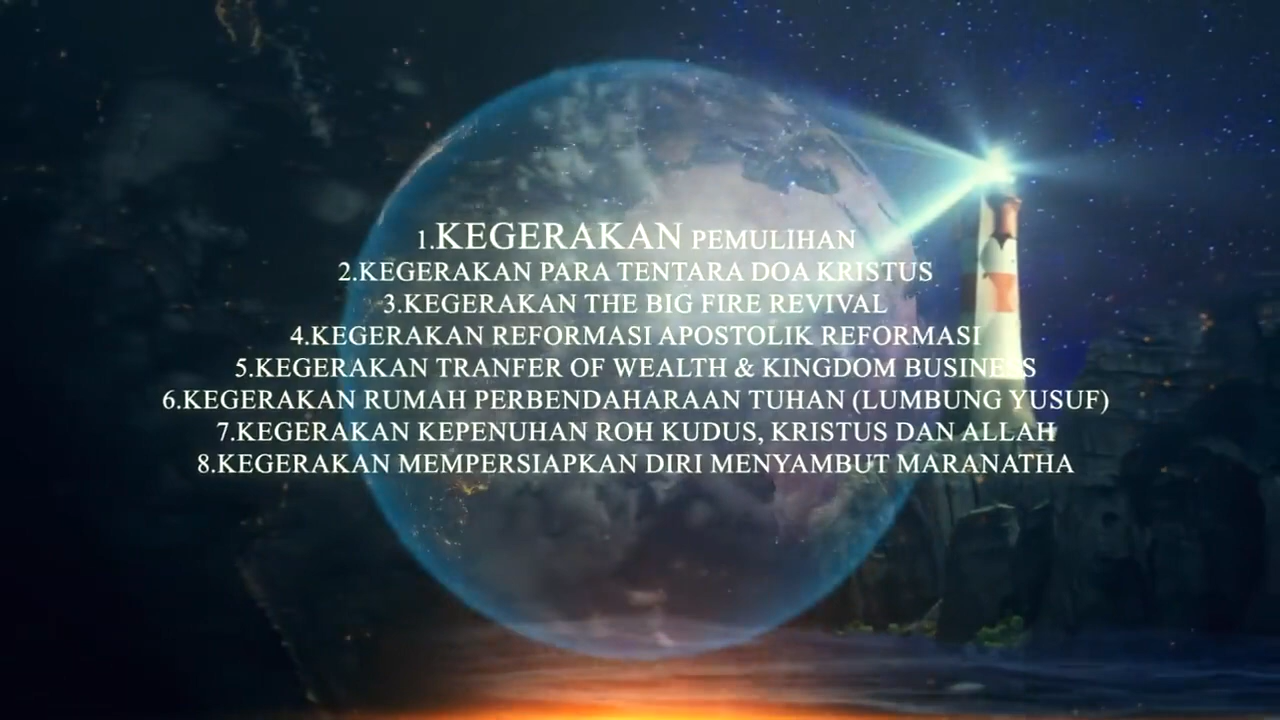 1.KEGERAKAN PEMULIHAN
2.KEGERAKAN PARA TENTARA DOA KRISTUS
3.KEGERAKAN THE BIG FIRE REVIVAL
4.KEGERAKAN REFORMASI APOSTOLIK REFORMASI
5.KEGERAKAN TRANFER OF WEALTH & KINGDOM BUSINESS
6.KEGERAKAN RUMAH PERBENDAHARAAN TUHAN (LUMBUNG YUSUF)
7.KEGERAKAN KEPENUHAN ROH KUDUS, KRISTUS DAN ALLAH
8.KEGERAKAN MEMPERSIAPKAN DIRI MENYAMBUT MARANATHA